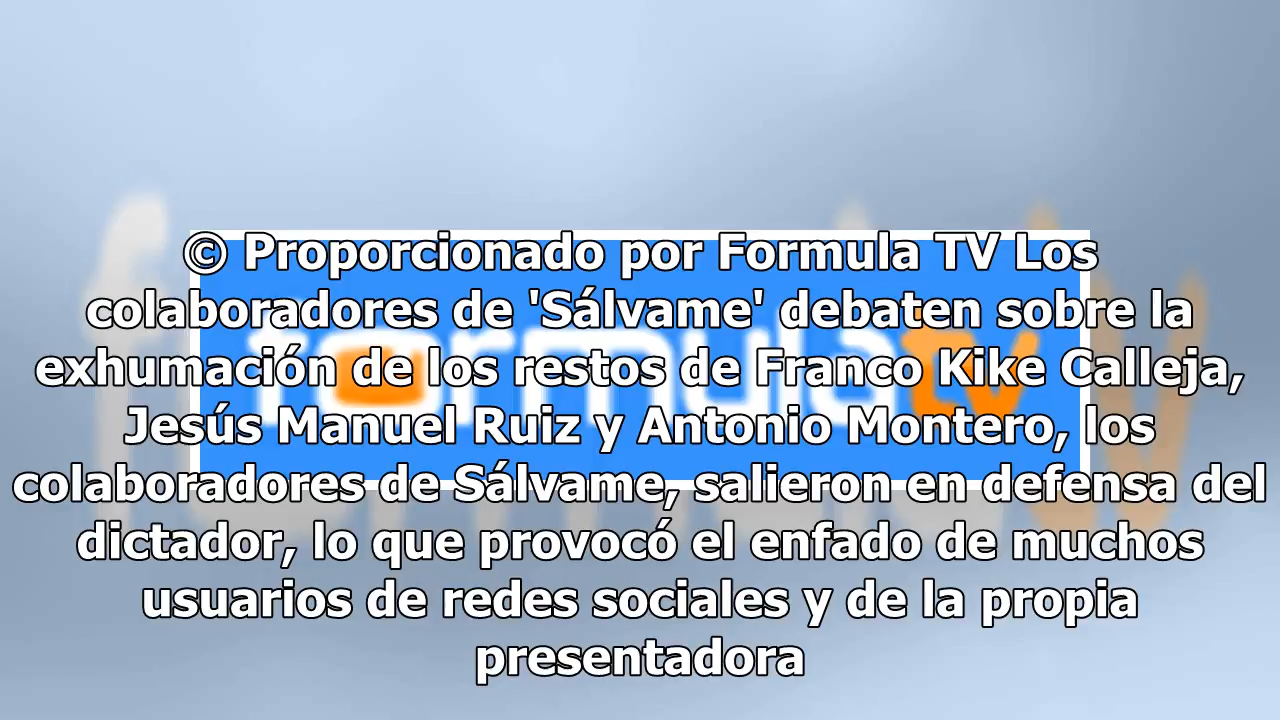 © Proporcionado por Formula TV Los
colaboradores de 'Sálvame' debaten sobre la
exhumación de los restos de Franco Kike Calleja,
Jesús Manuel Ruiz y Antonio Montero, los
colaboradores de Sálvame, salieron en defensa del
dictador, lo que provocó el enfado de muchos
usuarios de redes sociales y de la propia
presentadora
formulatv